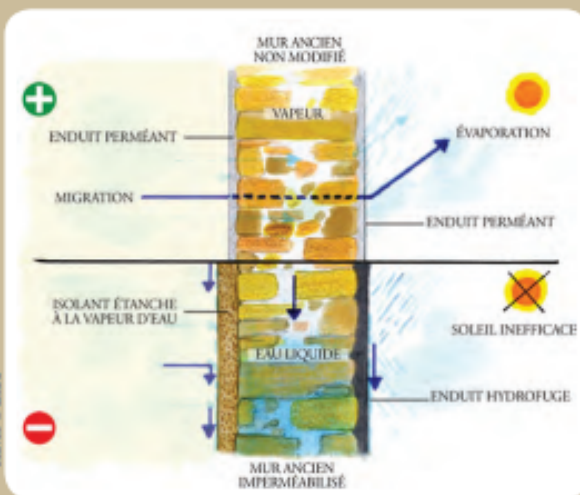 MUR ANCIEN
NON MODIFIÉ
VAPEUR
ENDUIT PERMÉANT
ÉVAPORATION
MIGRATION
ENDUIT PERMÉANT
ISOLANT ÉTANCHE
À LA VAPEUR D'EAU
SOLEIL INEFFICACE
EAU LIQUIDE
ENDUIT HYDROFUGE
MUR ANCIEN
IMPERMÉABILISÉ